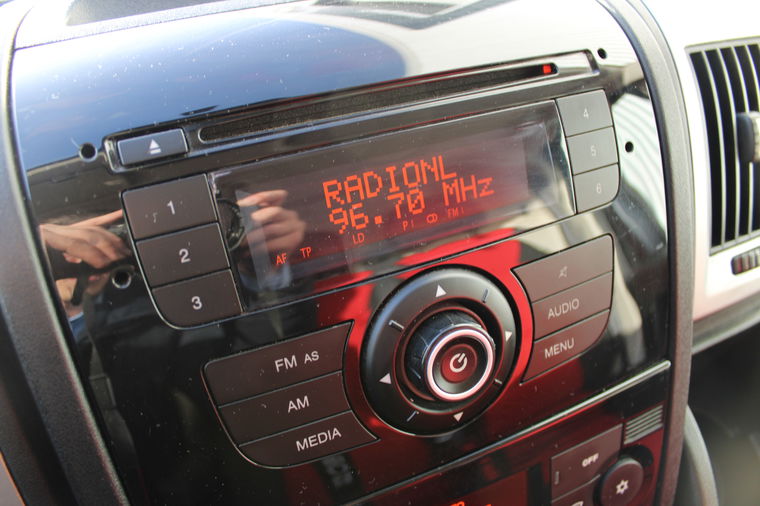 RADIONL
96.70 MHz
AF TP LD P! CD FM!
1
2
3
4
5
6
FM AS
AM
MEDIA
AUDIO
MENU
OFF